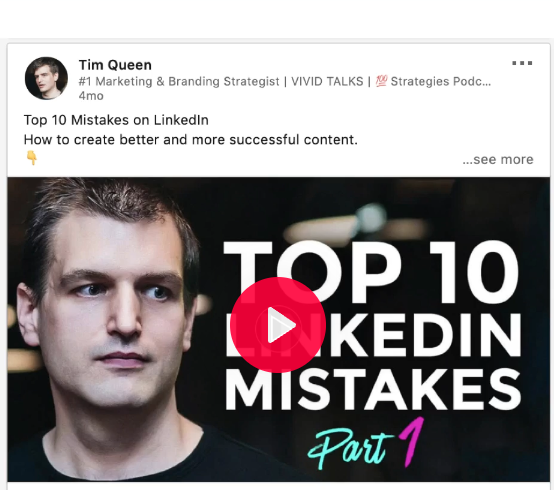 Tim Queen
#1 Marketing & Branding Strategist | VIVID TALKS | 💯 Strategies Podc...
4mo
Top 10 Mistakes on LinkedIn
How to create better and more successful content.
👇
...see more
TOP 10
LINKEDIN
MISTAKES
Part 1